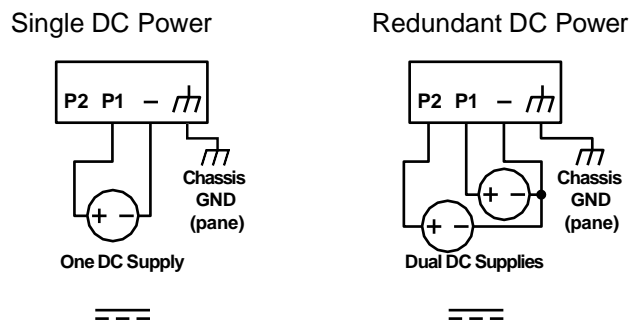 Single DC Power
P2 P1 –
Chassis
GND
(pane)
+ –
One DC Supply
Redundant DC Power
P2 P1 –
Chassis
GND
(pane)
+ –
+ –
Dual DC Supplies